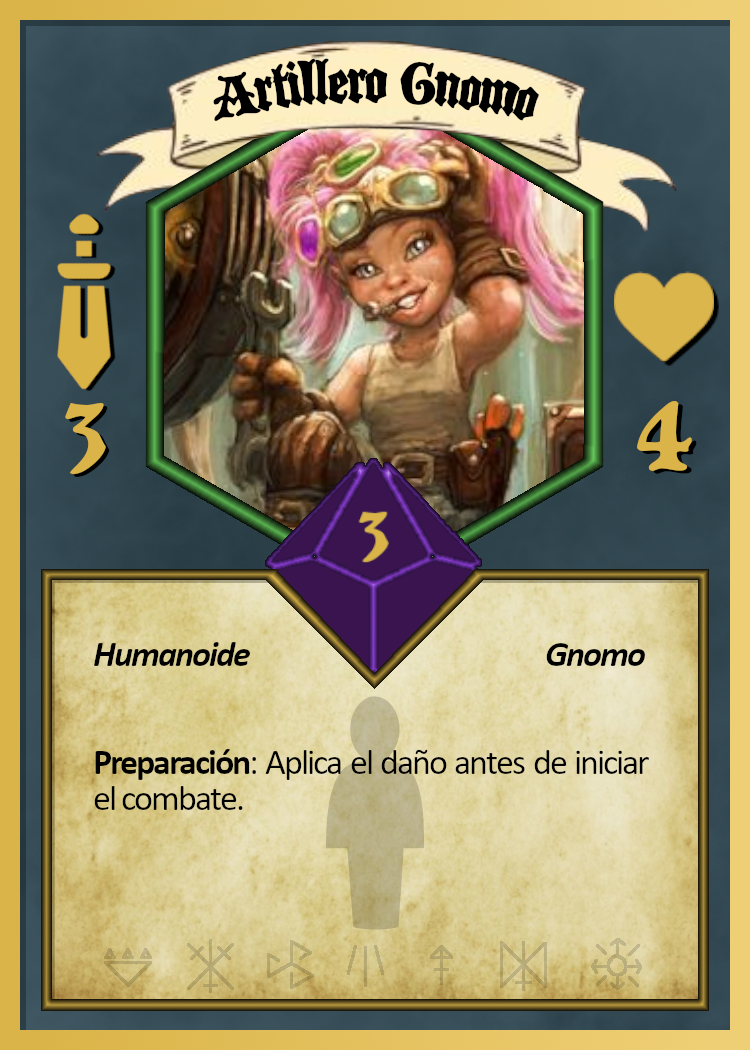 Artillero Gnomo
3
4
3
Humanoide Gnomo
Preparación: Aplica el daño antes de iniciar
el combate.